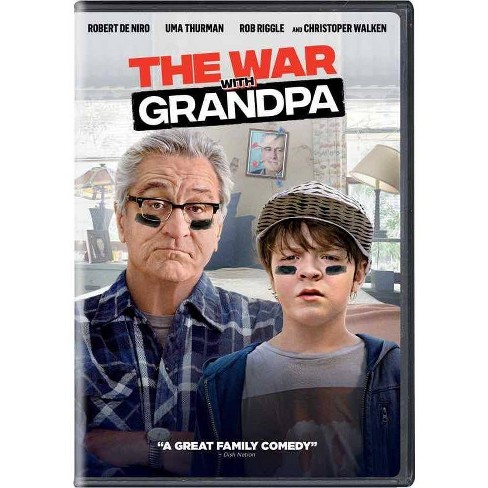 ROBERT DE NIRO UMA THURMAN ROB RIGGLE AND CHRISTOPER WALKEN
THE WAR
WITH
GRANDPA
“A GREAT FAMILY COMEDY”
– Dish Nation